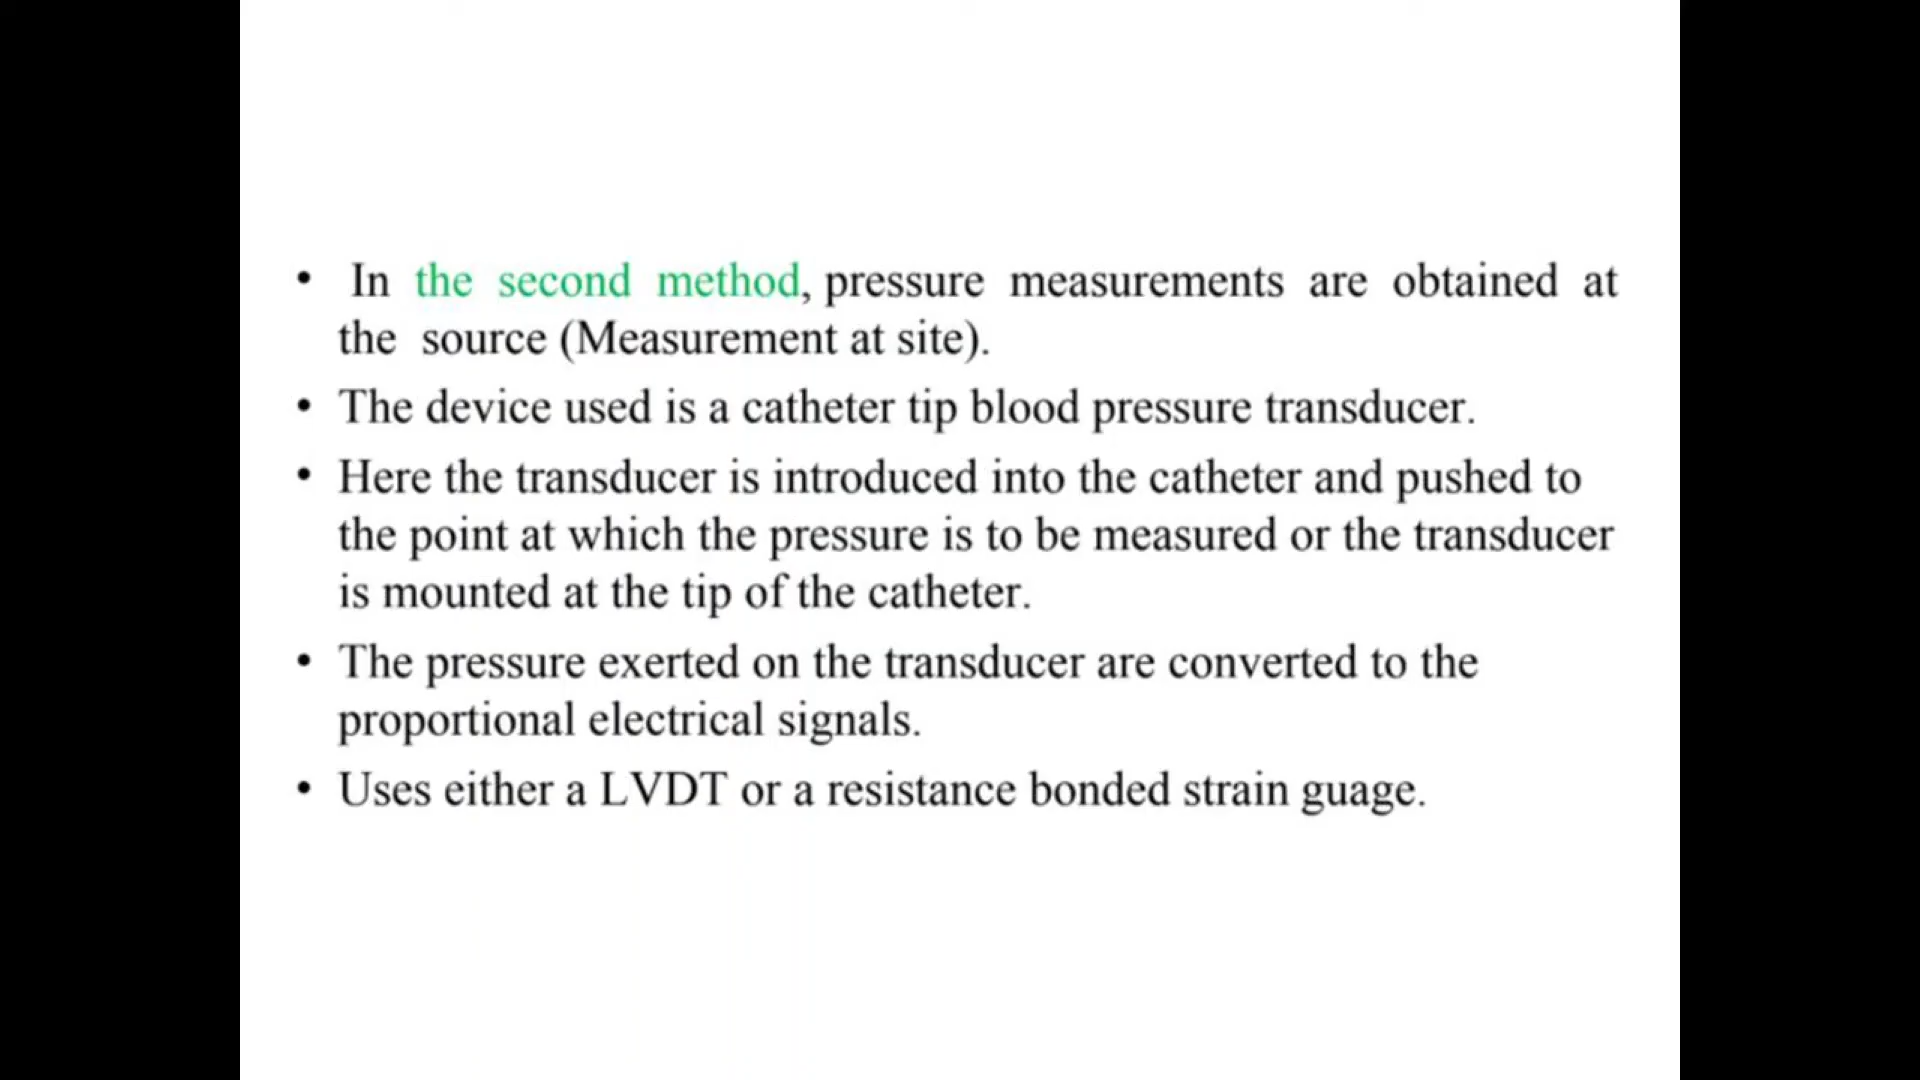 • In the second method, pressure measurements are obtained at
the source (Measurement at site).
• The device used is a catheter tip blood pressure transducer.
• Here the transducer is introduced into the catheter and pushed to
the point at which the pressure is to be measured or the transducer
is mounted at the tip of the catheter.
• The pressure exerted on the transducer are converted to the
proportional electrical signals.
• Uses either a LVDT or a resistance bonded strain guage.